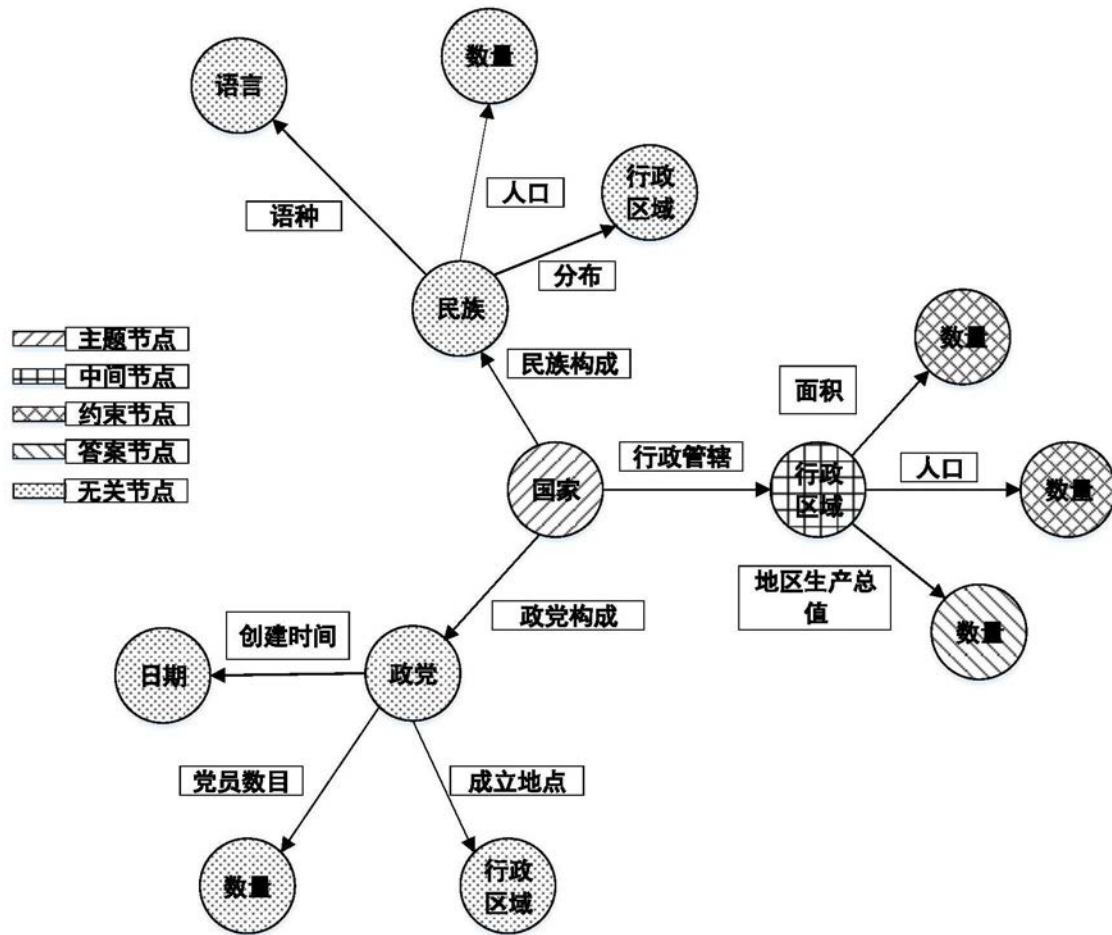 数量
语言
行政
区域
人口
语种
分布
民族
数量
主题节点
民族构成
中间节点
面积
约束节点
行政管辖
人口
答案节点
国家
行政
区域
数量
无关节点
地区生产总
值
政党构成
创建时间
数量
日期
政党
党员数目
成立地点
数量
行政
区域